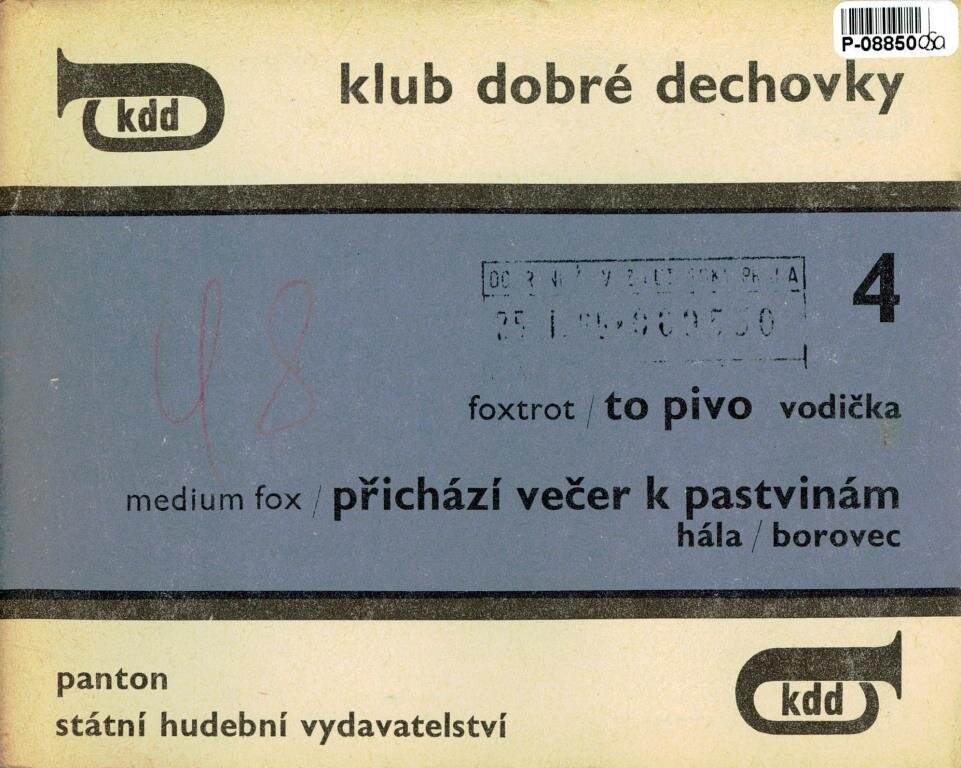 P-08850
kdd
klub dobré dechovky
4
48
foxtrot / to pivo vodička
medium fox / přichází večer k pastvinám
hála / borovec
panton
státní hudební vydavatelství
kdd